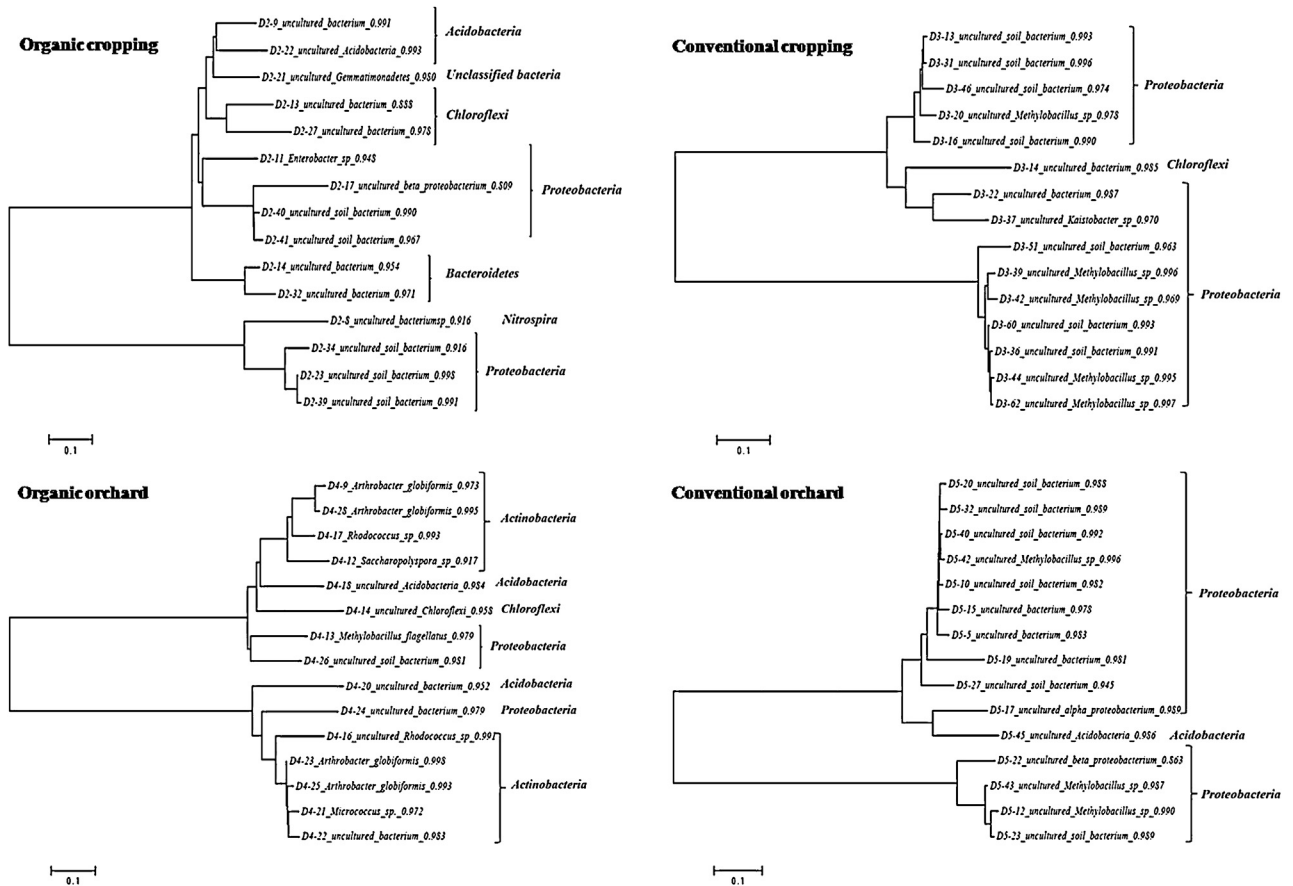 Organic cropping
D2-9_uncultured_bacterium_0.991
D2-22_uncultured_Acidobacteria_0.993
Acidobacteria
D2-21_uncultured_Gemmatimonadetes_0.980
Unclassified bacteria
D2-13_uncultured_bacterium_0.888
D2-27_uncultured_bacterium_0.978
Chloroflexi
D2-11_Enterobacter_sp_0.948
D2-17_uncultured_beta_proteobacterium_0.809
D2-40_uncultured_soil_bacterium_0.990
D2-41_uncultured_soil_bacterium_0.967
Proteobacteria
D2-14_uncultured_bacterium_0.954
D2-32_uncultured_bacterium_0.971
Bacteroidetes
D2-8_uncultured_bacteriumsp_0.916
Nitrospira
D2-34_uncultured_soil_bacterium_0.916
D2-23_uncultured_soil_bacterium_0.998
D2-39_uncultured_soil_bacterium_0.991
Proteobacteria
0.1
Conventional cropping
D3-13_uncultured_soil_bacterium_0.993
D3-31_uncultured_soil_bacterium_0.996
D3-46_uncultured_soil_bacterium_0.974
D3-20_uncultured_Methylobacillus_sp_0.978
D3-16_uncultured_soil_bacterium_0.990
Proteobacteria
D3-14_uncultured_bacterium_0.985
Chloroflexi
D3-22_uncultured_bacterium_0.987
D3-37_uncultured_Kaistobacter_sp_0.970
D3-51_uncultured_soil_bacterium_0.963
D3-39_uncultured_Methylobacillus_sp_0.996
D3-42_uncultured_Methylobacillus_sp_0.969
D3-60_uncultured_soil_bacterium_0.993
D3-36_uncultured_soil_bacterium_0.991
D3-44_uncultured_Methylobacillus_sp_0.995
D3-62_uncultured_Methylobacillus_sp_0.997
Proteobacteria
0.1
Organic orchard
D4-9_Arthrobacter_globiformis_0.973
D4-28_Arthrobacter_globiformis_0.995
D4-17_Rhodococcus_sp_0.993
D4-12_Saccharopolyspora_sp_0.917
Actinobacteria
D4-18_uncultured_Acidobacteria_0.984
Acidobacteria
D4-14_uncultured_Chloroflexi_0.958
Chloroflexi
D4-13_Methylobacillus_flagellatus_0.979
D4-26_uncultured_soil_bacterium_0.981
Proteobacteria
D4-20_uncultured_bacterium_0.952
Acidobacteria
D4-24_uncultured_bacterium_0.979
Proteobacteria
D4-16_uncultured_Rhodococcus_sp_0.991
D4-23_Arthrobacter_globiformis_0.998
D4-25_Arthrobacter_globiformis_0.993
D4-21_Micrococcus_sp._0.972
D4-22_uncultured_bacterium_0.983
Actinobacteria
0.1
Conventional orchard
D5-20_uncultured_soil_bacterium_0.988
D5-32_uncultured_soil_bacterium_0.989
D5-40_uncultured_soil_bacterium_0.992
D5-42_uncultured_Methylobacillus_sp_0.996
D5-10_uncultured_soil_bacterium_0.982
D5-15_uncultured_bacterium_0.978
D5-5_uncultured_bacterium_0.983
D5-19_uncultured_bacterium_0.981
D5-27_uncultured_soil_bacterium_0.945
D5-17_uncultured_alpha_proteobacterium_0.989
Proteobacteria
D5-45_uncultured_Acidobacteria_0.986
Acidobacteria
D5-22_uncultured_beta_proteobacterium_0.863
D5-43_uncultured_Methylobacillus_sp_0.987
D5-12_uncultured_Methylobacillus_sp_0.990
D5-23_uncultured_soil_bacterium_0.989
Proteobacteria
0.1